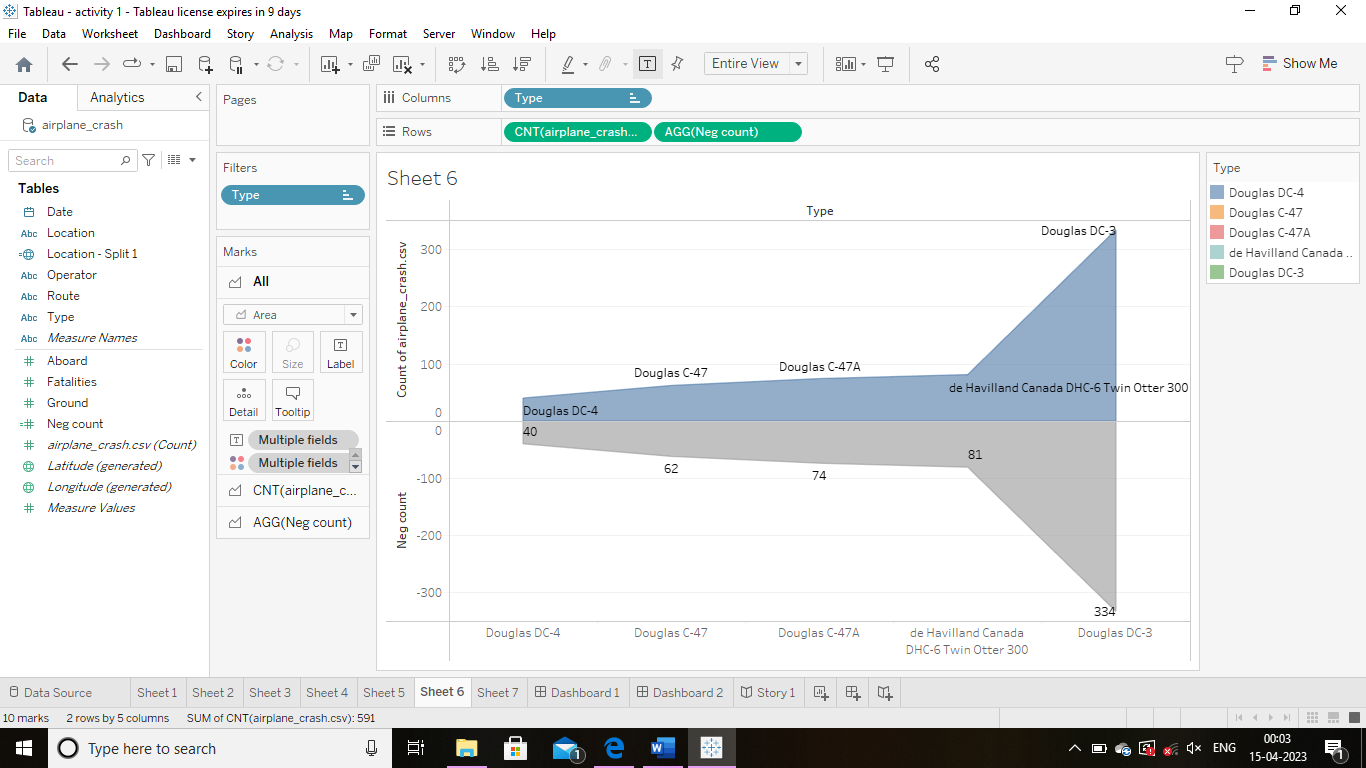 Tableau - activity 1 - Tableau license expires in 9 days
File Data Worksheet Dashboard Story Analysis Map Format Server Window Help
Entire View
Show Me
Data Analytics
airplane_crash
Search
Tables
Date
Abc Location
Location - Split 1
Abc Operator
Abc Route
Abc Type
Abc Measure Names
Aboard
Fatalities
Ground
Neg count
airplane_crash.csv (Count)
Latitude (generated)
Longitude (generated)
Measure Values
Pages
Filters
Type
Marks
All
Area
Color Size Label
Detail Tooltip
Multiple fields
Multiple fields
CNT(airplane_c...
AGG(Neg count)
Columns Type
Rows CNT(airplane_crash... AGG(Neg count)
Sheet 6
Type
Count of airplane_crash.csv
300
200
100
0
Douglas DC-3
Douglas C-47
Douglas C-47A
de Havilland Canada DHC-6 Twin Otter 300
Douglas DC-4
Neg count
0
-100
-200
-300
40
62
74
81
334
Douglas DC-4
Douglas C-47
Douglas C-47A
de Havilland Canada
DHC-6 Twin Otter 300
Douglas DC-3
Type
Douglas DC-4
Douglas C-47
Douglas C-47A
de Havilland Canada ..
Douglas DC-3
Data Source Sheet 1 Sheet 2 Sheet 3 Sheet 4 Sheet 5 Sheet 6 Sheet 7 Dashboard 1 Dashboard 2 Story 1
10 marks 2 rows by 5 columns SUM of CNT(airplane_crash.csv): 591
Type here to search
1
W
ENG
00:03
15-04-2023
1